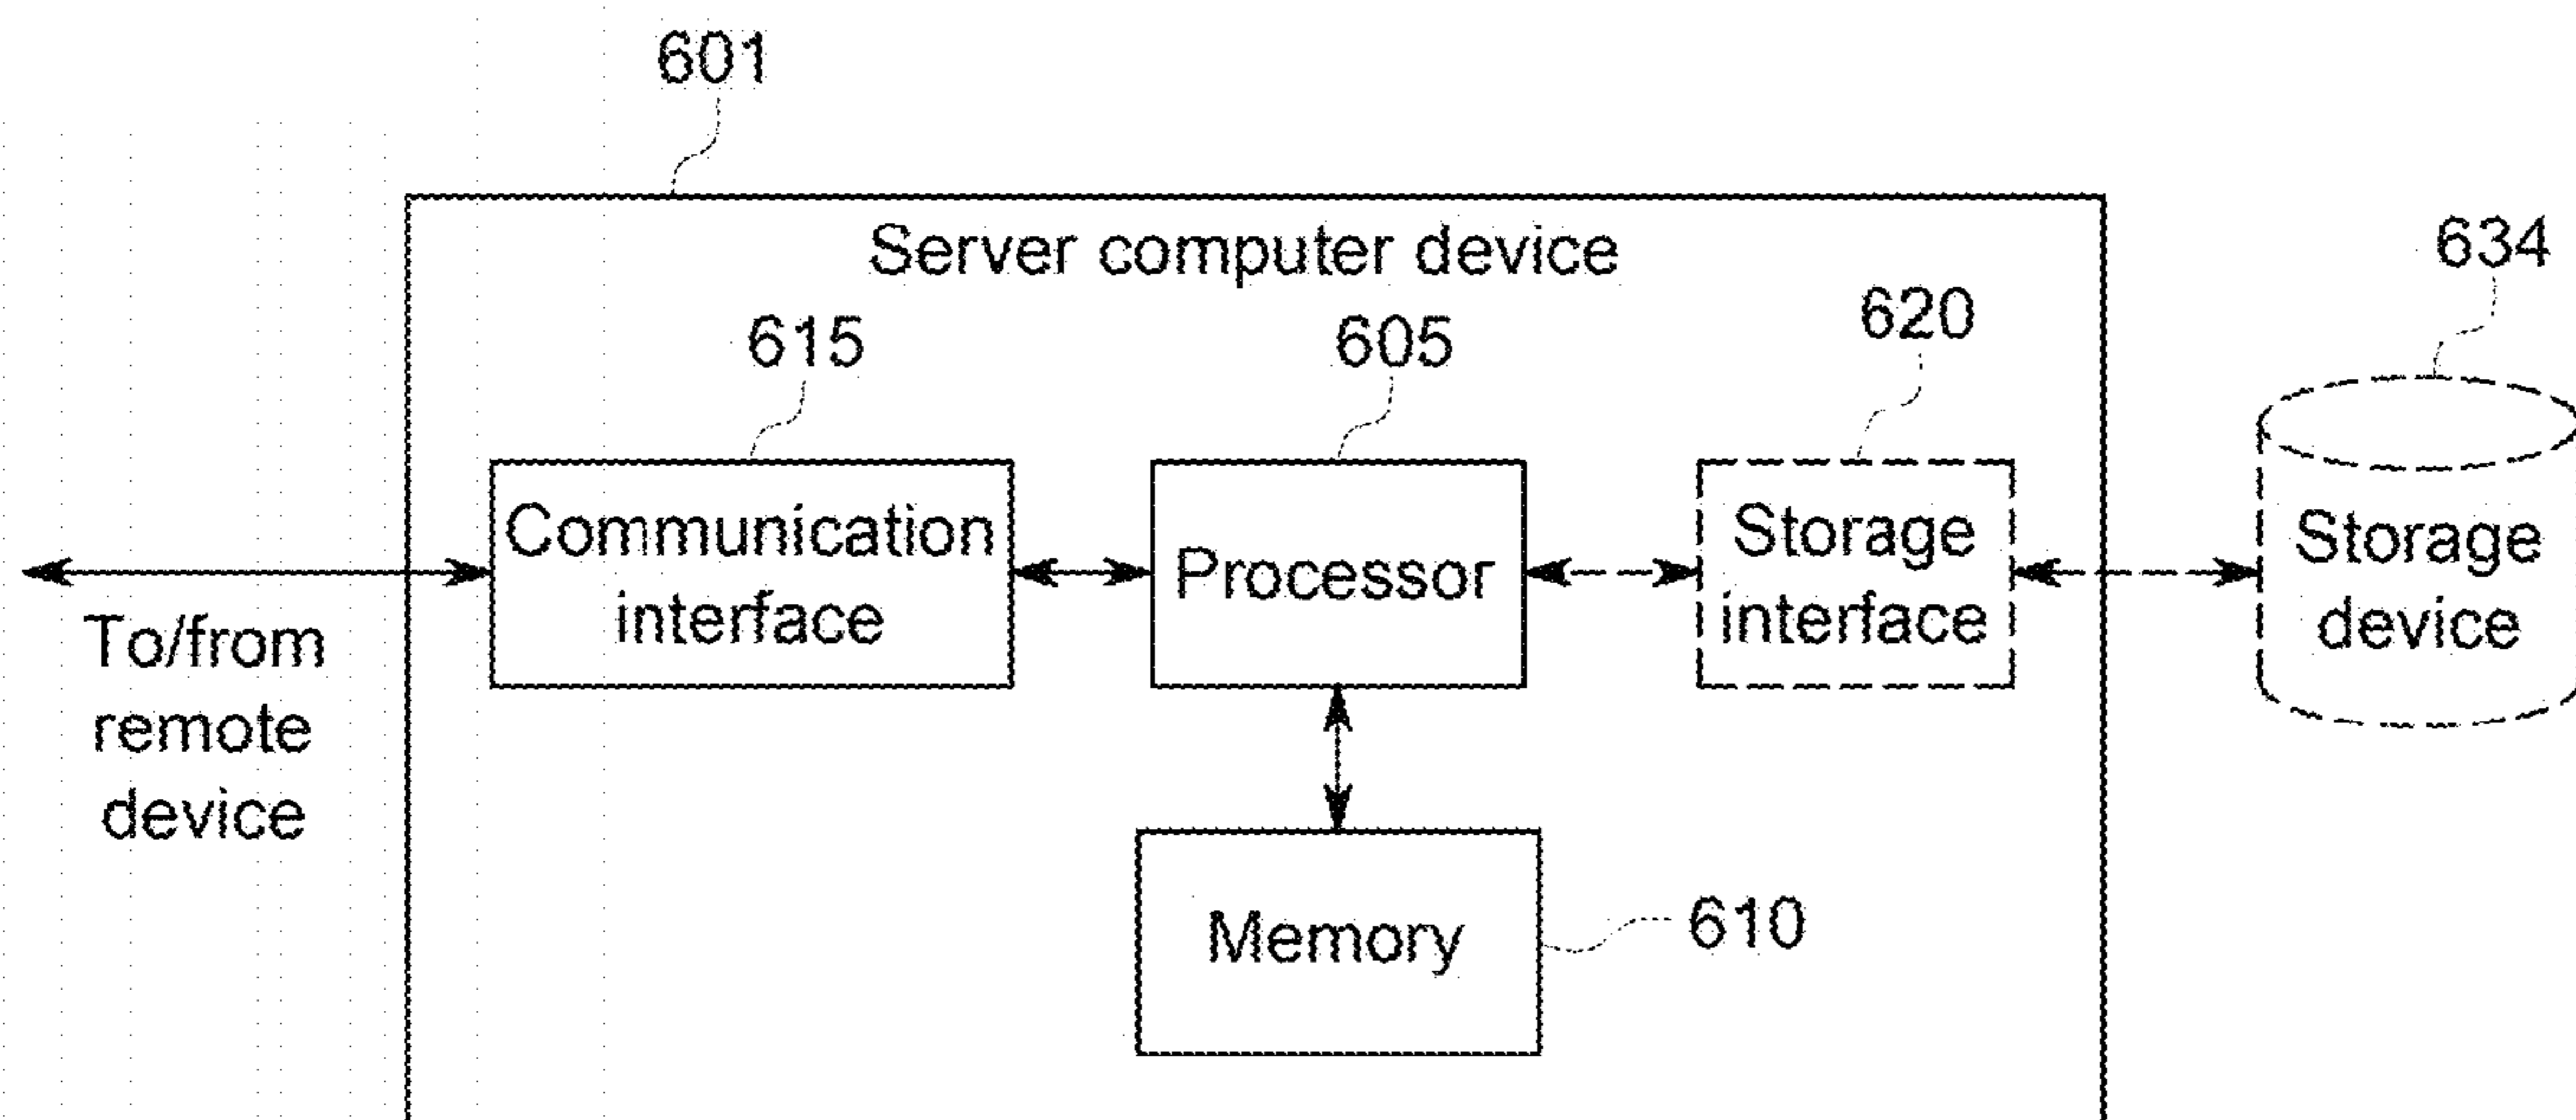 601
Server computer device
634
615
605
620
Communication
interface
Processor
Storage
interface
Storage
device
To/from
remote
device
Memory
610